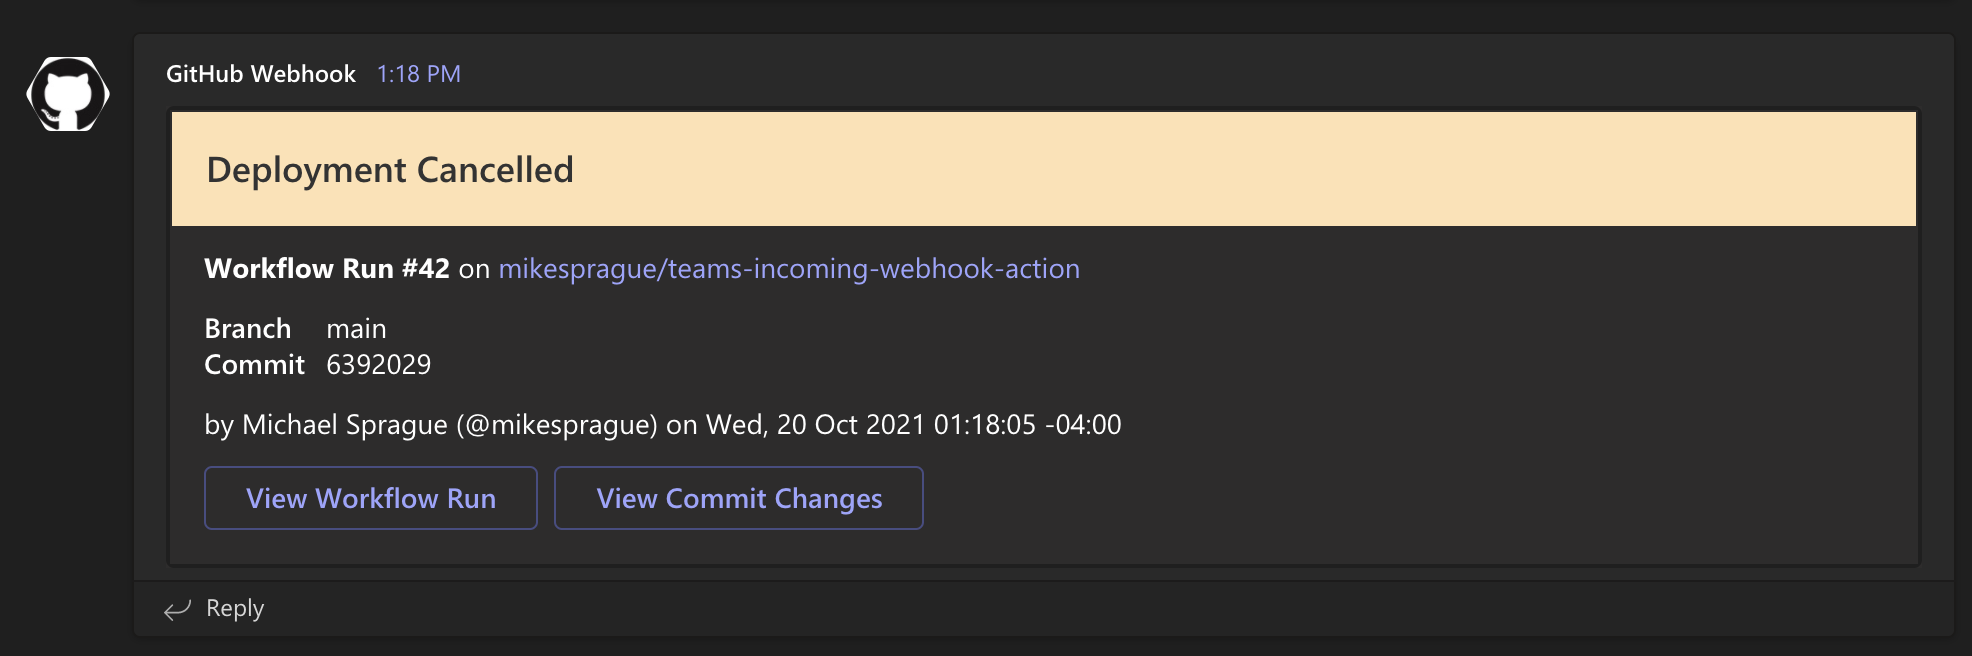 GitHub Webhook 1:18 PM
Deployment Cancelled
Workflow Run #42 on mikesprague/teams-incoming-webhook-action
Branch main
Commit 6392029
by Michael Sprague (@mikesprague) on Wed, 20 Oct 2021 01:18:05 -04:00
View Workflow Run View Commit Changes
Reply